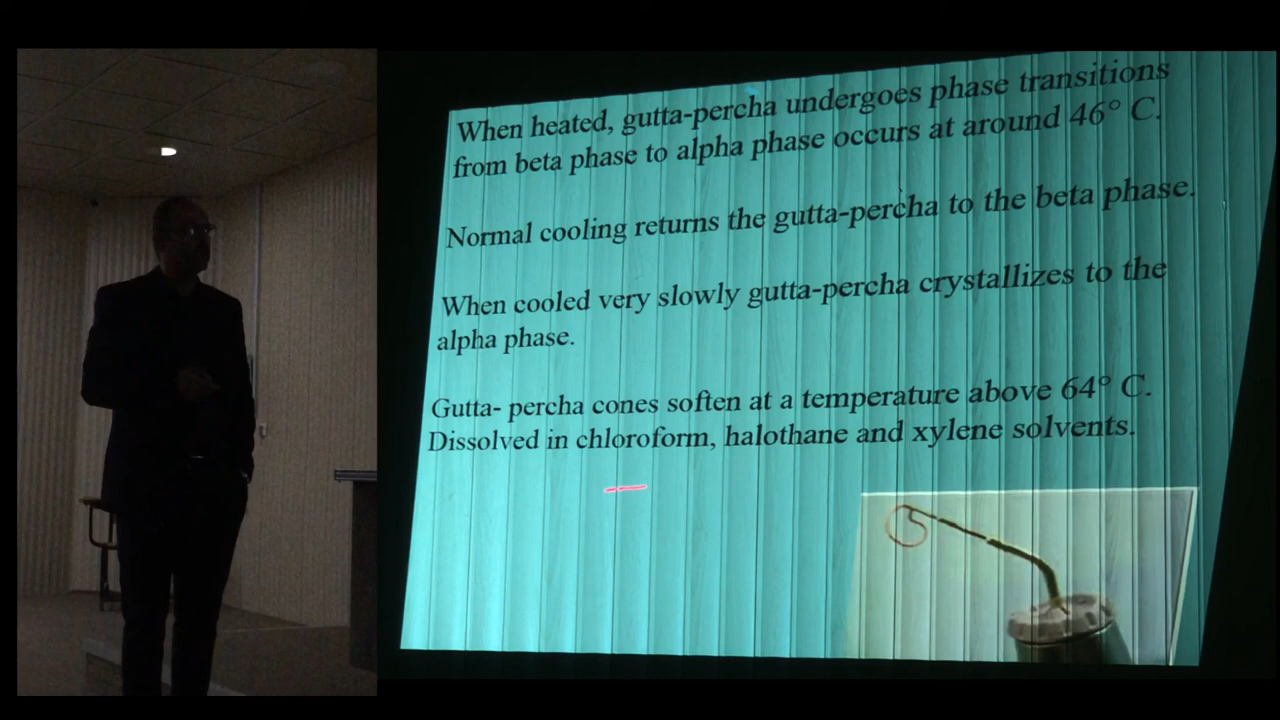 When heated, gutta-percha undergoes phase transitions
from beta phase to alpha phase occurs at around 46° C.
Normal cooling returns the gutta-percha to the beta phase.
When cooled very slowly gutta-percha crystallizes to the
alpha phase.
Gutta- percha cones soften at a temperature above 64° C.
Dissolved in chloroform, halothane and xylene solvents.